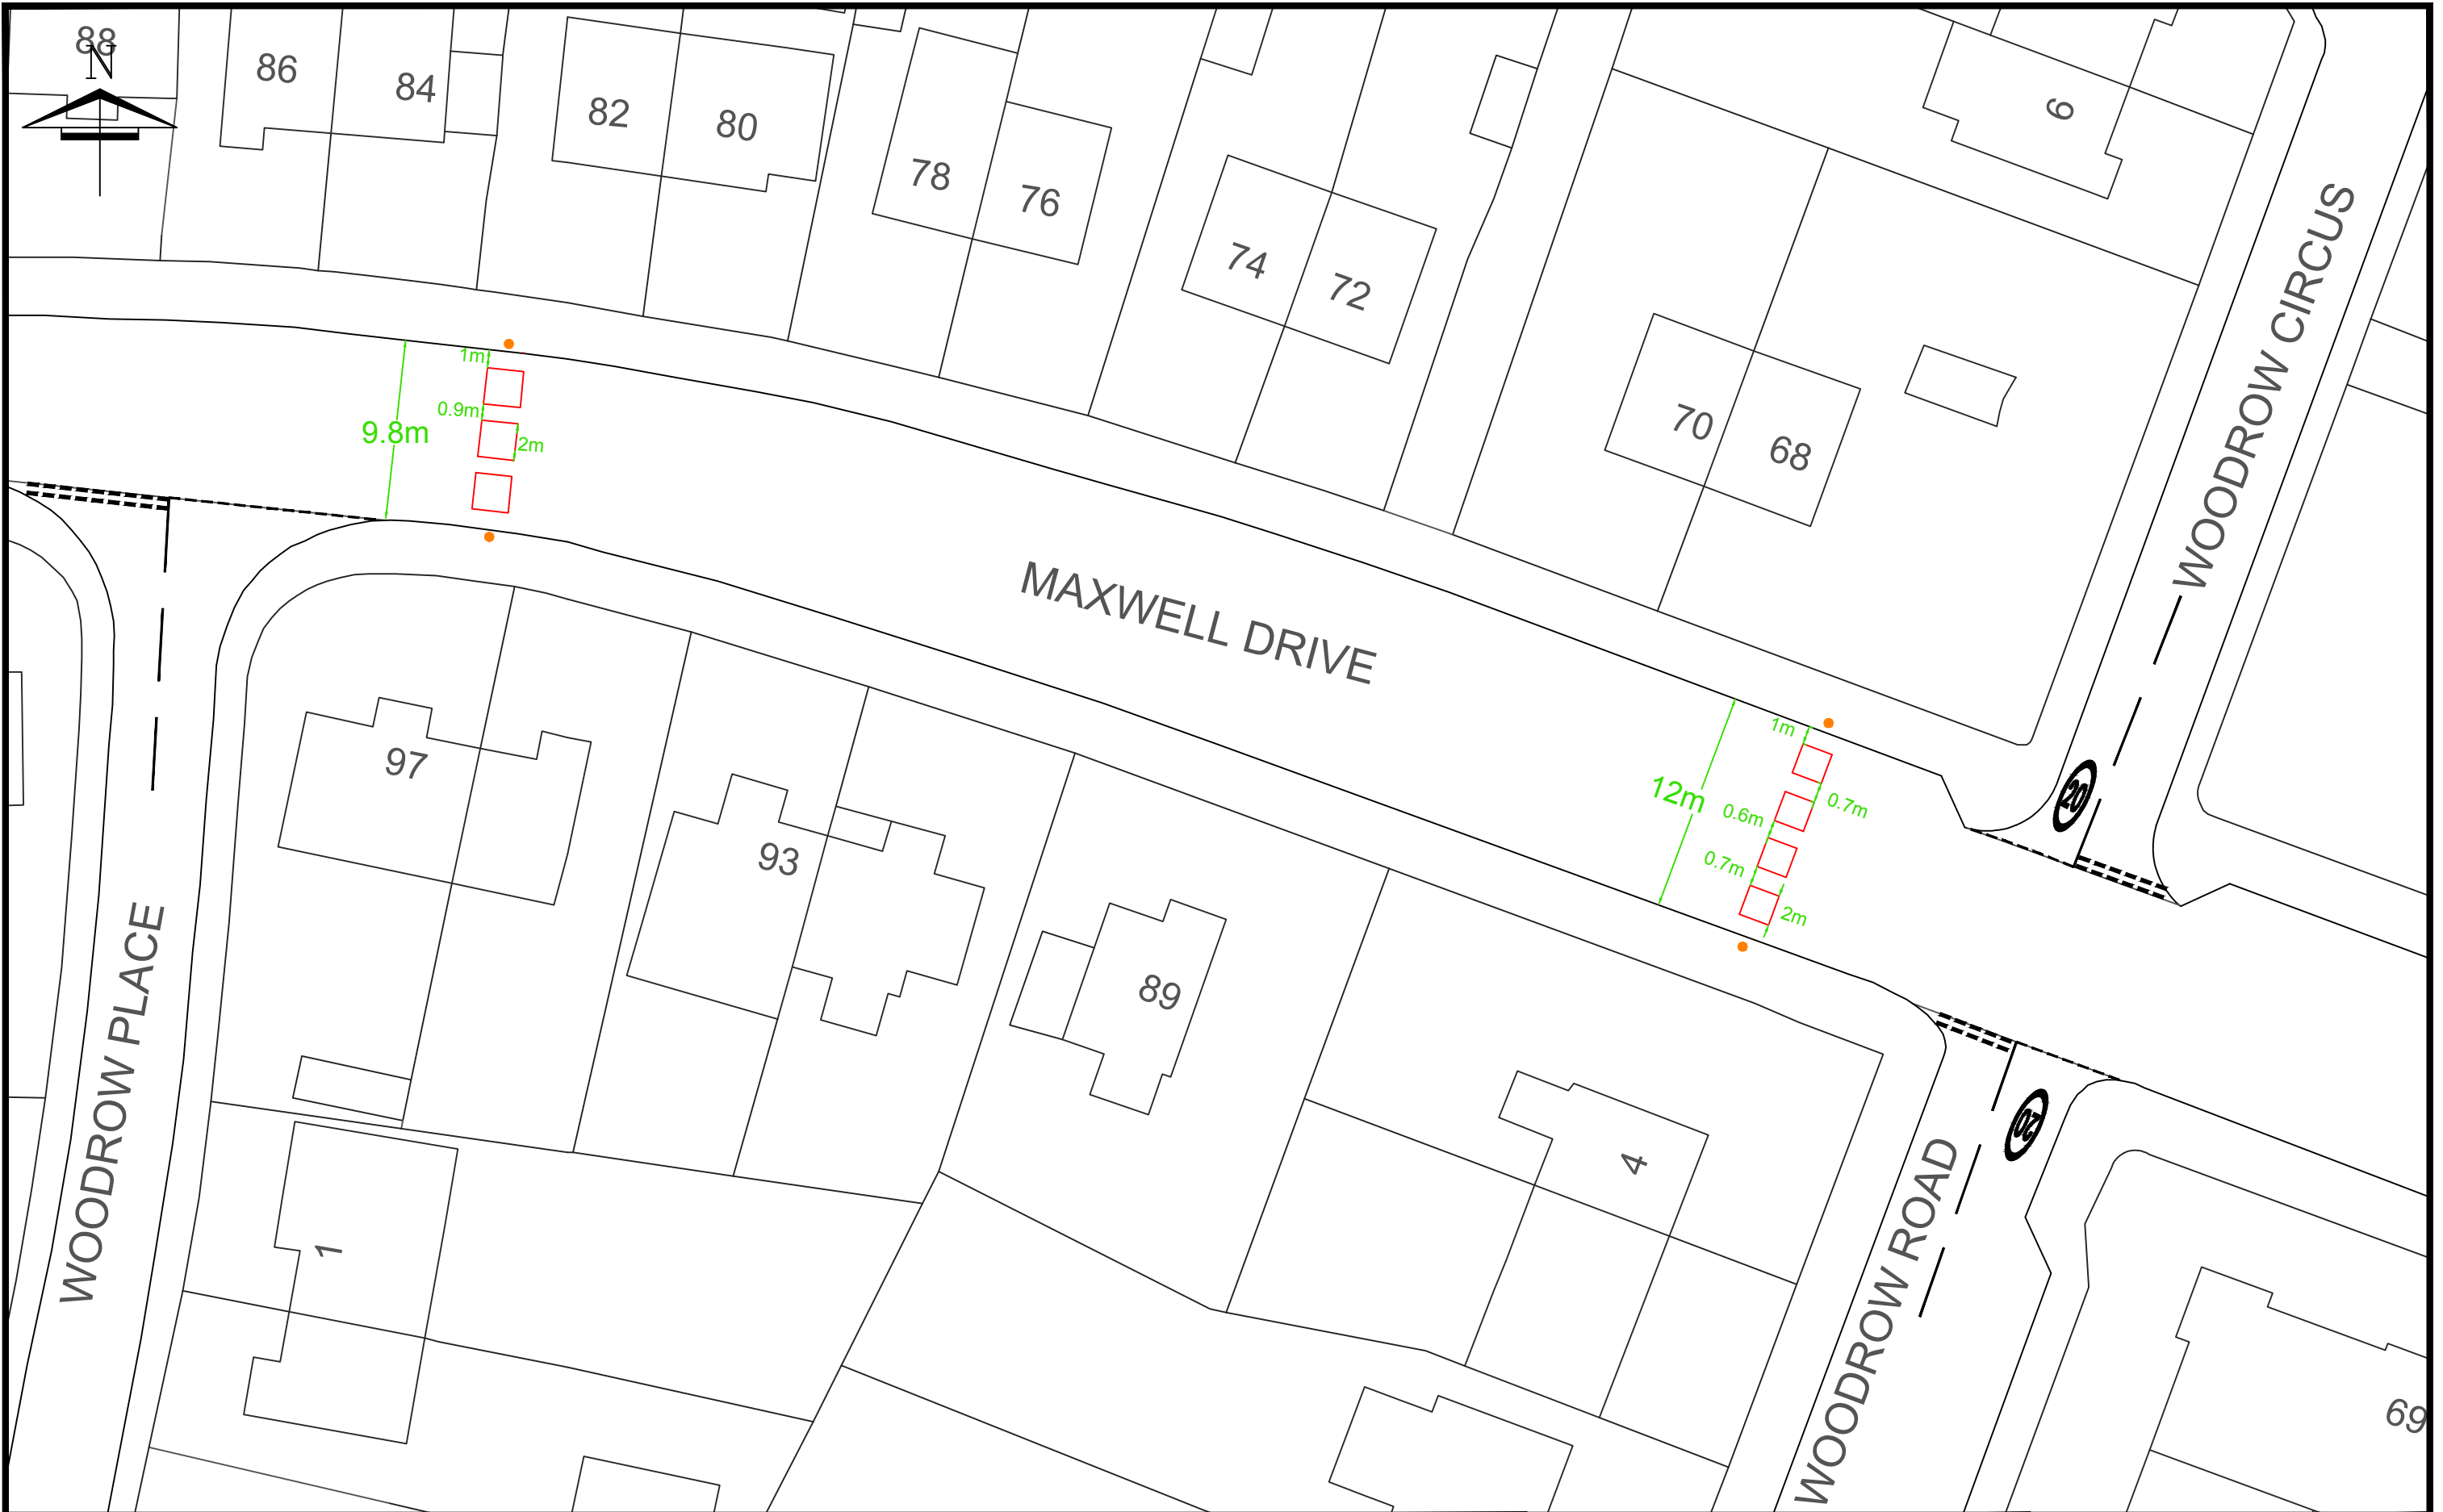 88
N
86
84
82
80
78
76
74
72
6
WOODROW CIRCUS
1m
0.9m
9.8m
2m
70
68
MAXWELL DRIVE
1m
12m
0.6m
0.7m
0.7m
2m
20
97
93
89
WOODROW PLACE
4
20
WOODROW ROAD
1
69